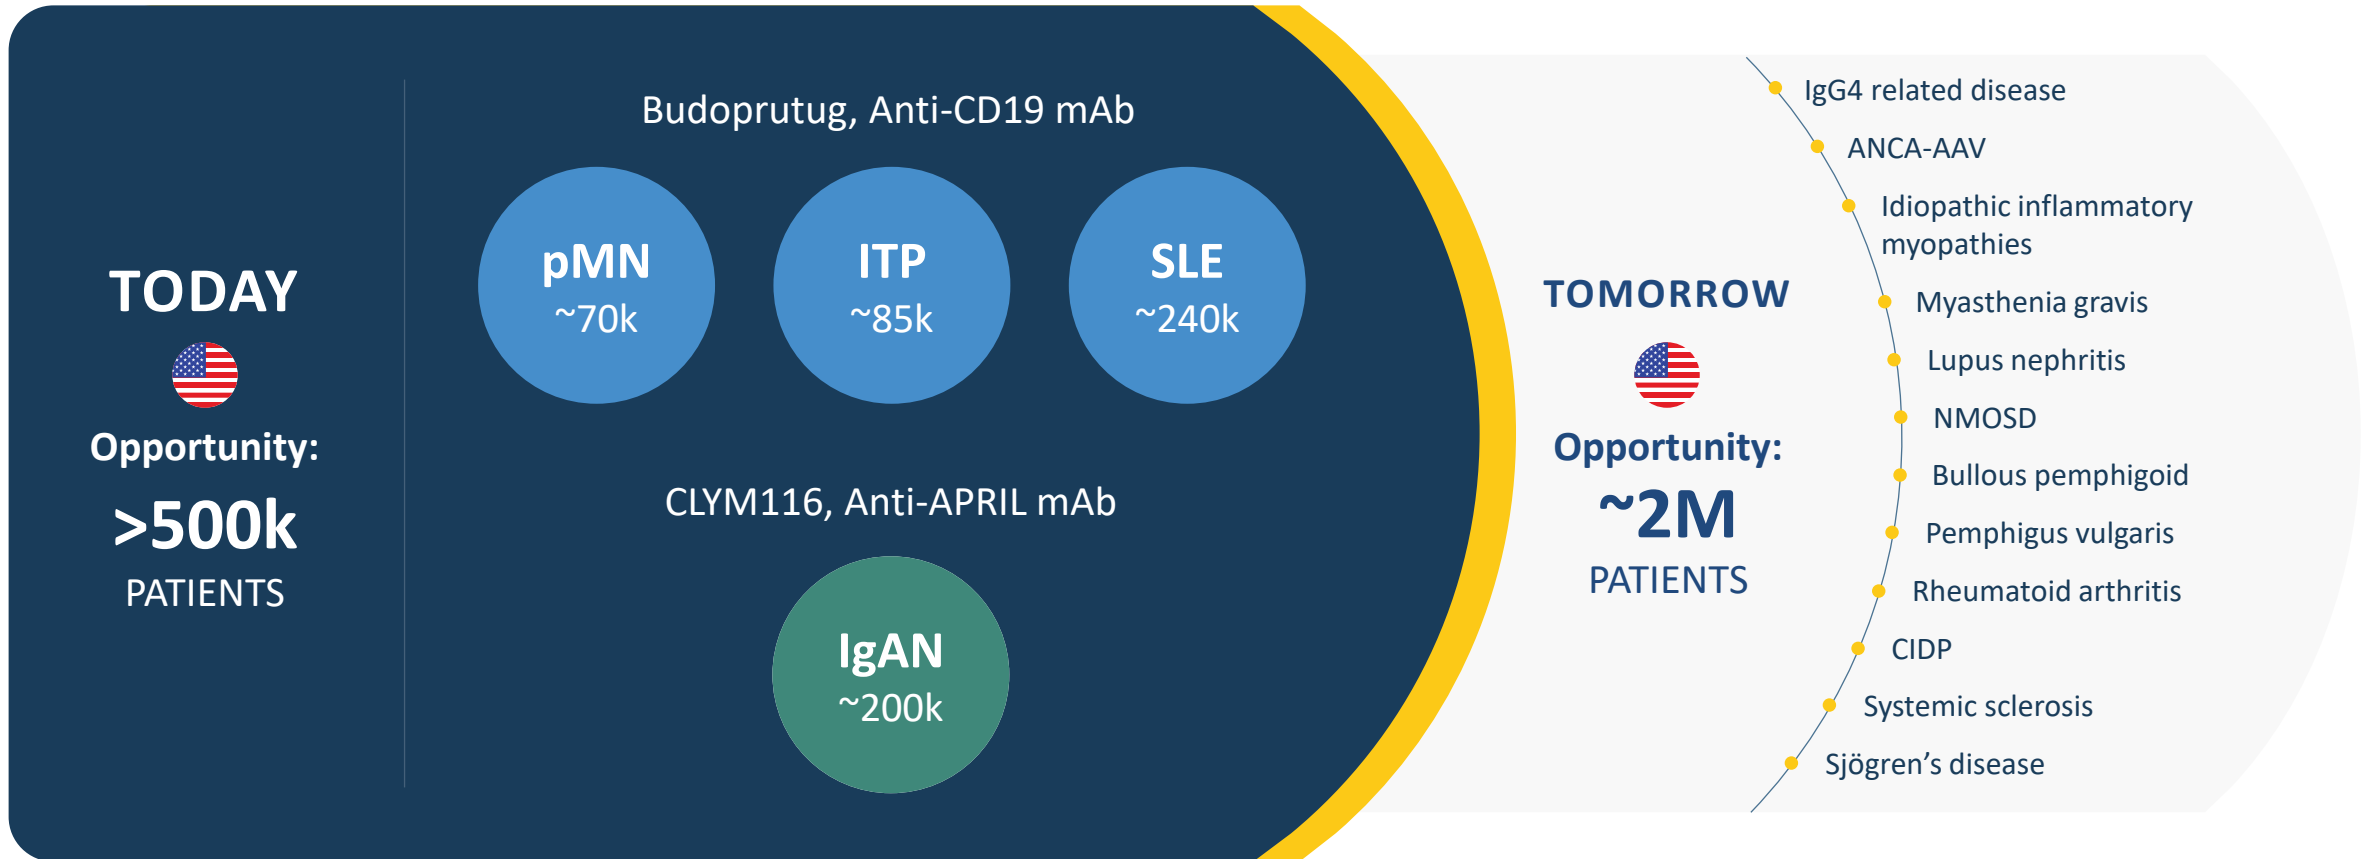 TODAY
Opportunity:
>500k
PATIENTS
Budoprutug, Anti-CD19 mAb
pMN
~70k
ITP
~85k
SLE
~240k
CLYM116, Anti-APRIL mAb
IgAN
~200k
TOMORROW
Opportunity:
~2M
PATIENTS
IgG4 related disease
ANCA-AAV
Idiopathic inflammatory
myopathies
Myasthenia gravis
Lupus nephritis
NMOSD
Bullous pemphigoid
Pemphigus vulgaris
Rheumatoid arthritis
CIDP
Systemic sclerosis
Sjögren’s disease